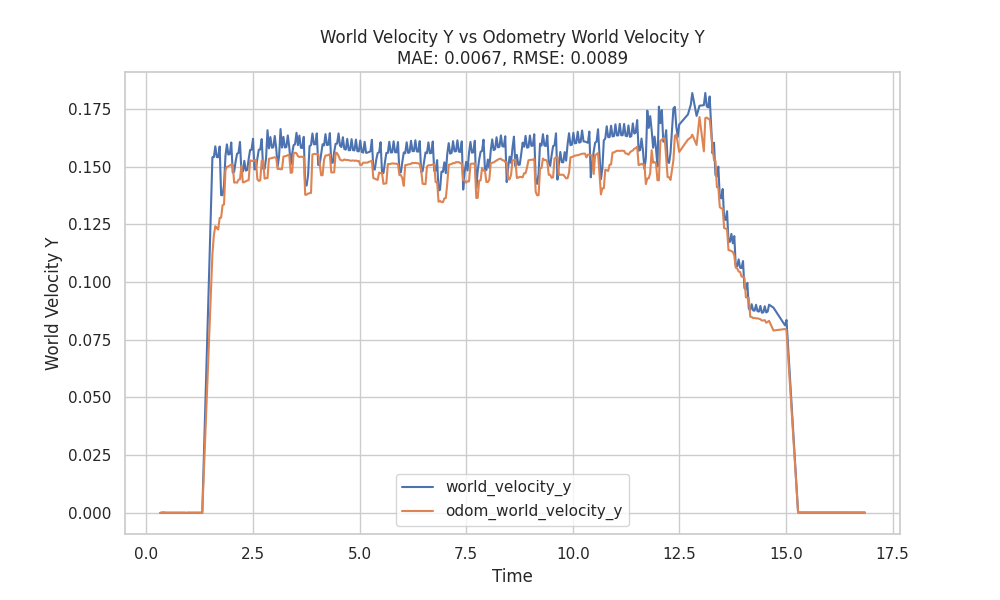 World Velocity Y vs Odometry World Velocity Y
MAE: 0.0067, RMSE: 0.0089
World Velocity Y
0.175
0.150
0.125
0.100
0.075
0.050
0.025
0.000
world_velocity_y
odom_world_velocity_y
0.0 2.5 5.0 7.5 10.0 12.5 15.0 17.5
Time